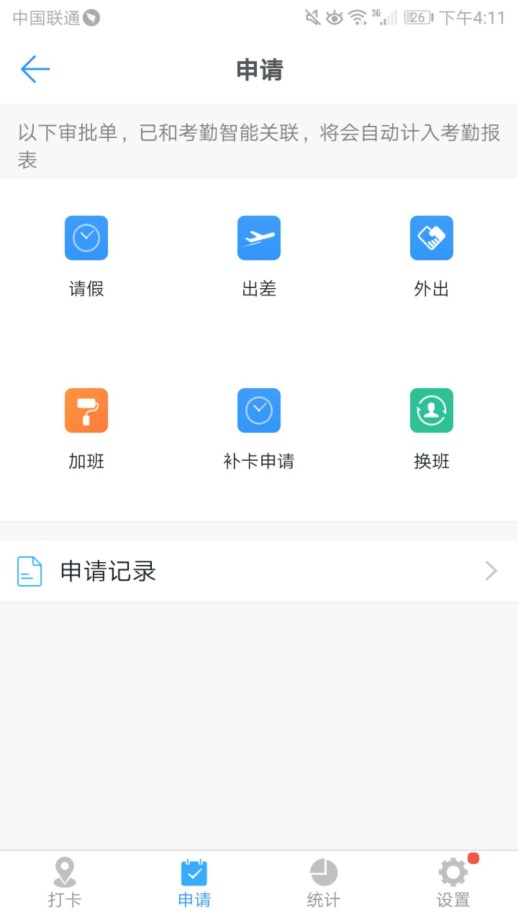 中国联通 3G 26 下午4:11
申请
以下审批单，已和考勤智能关联，将会自动计入考勤报
表
请假 出差 外出
加班 补卡申请 换班
申请记录
打卡 申请 统计 设置